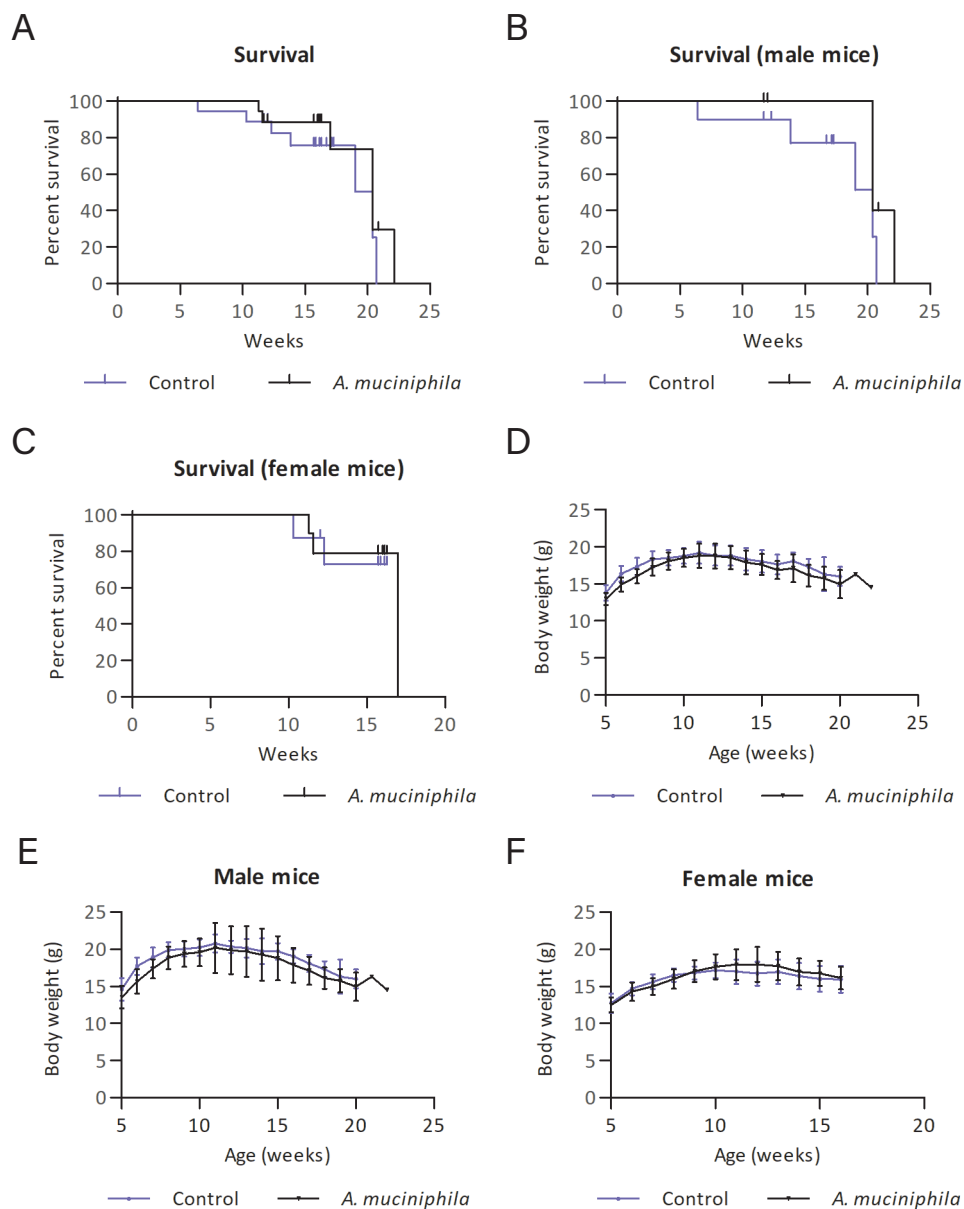 A
Survival
Percent survival
100
80
60
40
20
0
0 5 10 15 20 25
Weeks
Control A. muciniphila
B
Survival (male mice)
Percent survival
100
80
60
40
20
0
0 5 10 15 20 25
Weeks
Control A. muciniphila
C
Survival (female mice)
Percent survival
100
80
60
40
20
0
0 5 10 15 20
Weeks
Control A. muciniphila
D
Body weight (g)
25
20
15
10
5
0
5 10 15 20 25
Age (weeks)
Control A. muciniphila
E
Male mice
Body weight (g)
25
20
15
10
5
0
5 10 15 20 25
Age (weeks)
Control A. muciniphila
F
Female mice
Body weight (g)
25
20
15
10
5
0
5 10 15 20
Age (weeks)
Control A. muciniphila